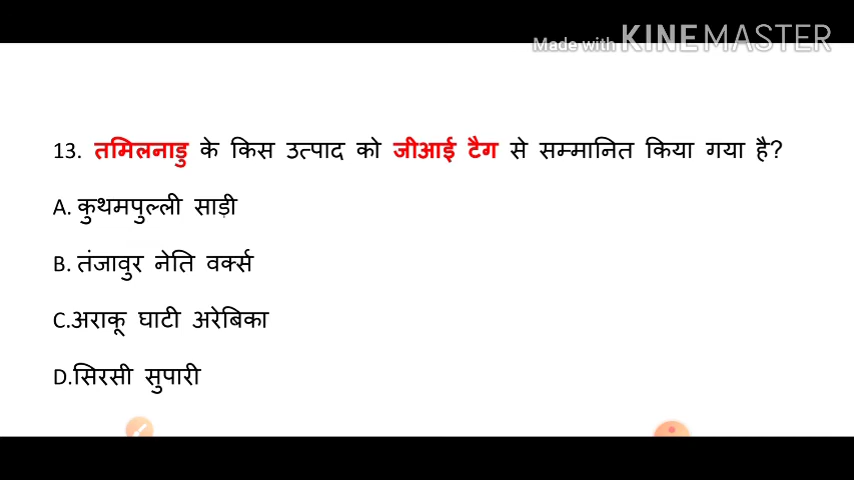 Made with KINEMASTER
13. तमिलनाडु के किस उत्पाद को जीआई टैग से सम्मानित किया गया है?
A. कुथमपुल्ली साड़ी
B. तंजावुर नेति वर्क्स
C.अराकू घाटी अरेबिका
D.सिरसी सुपारी